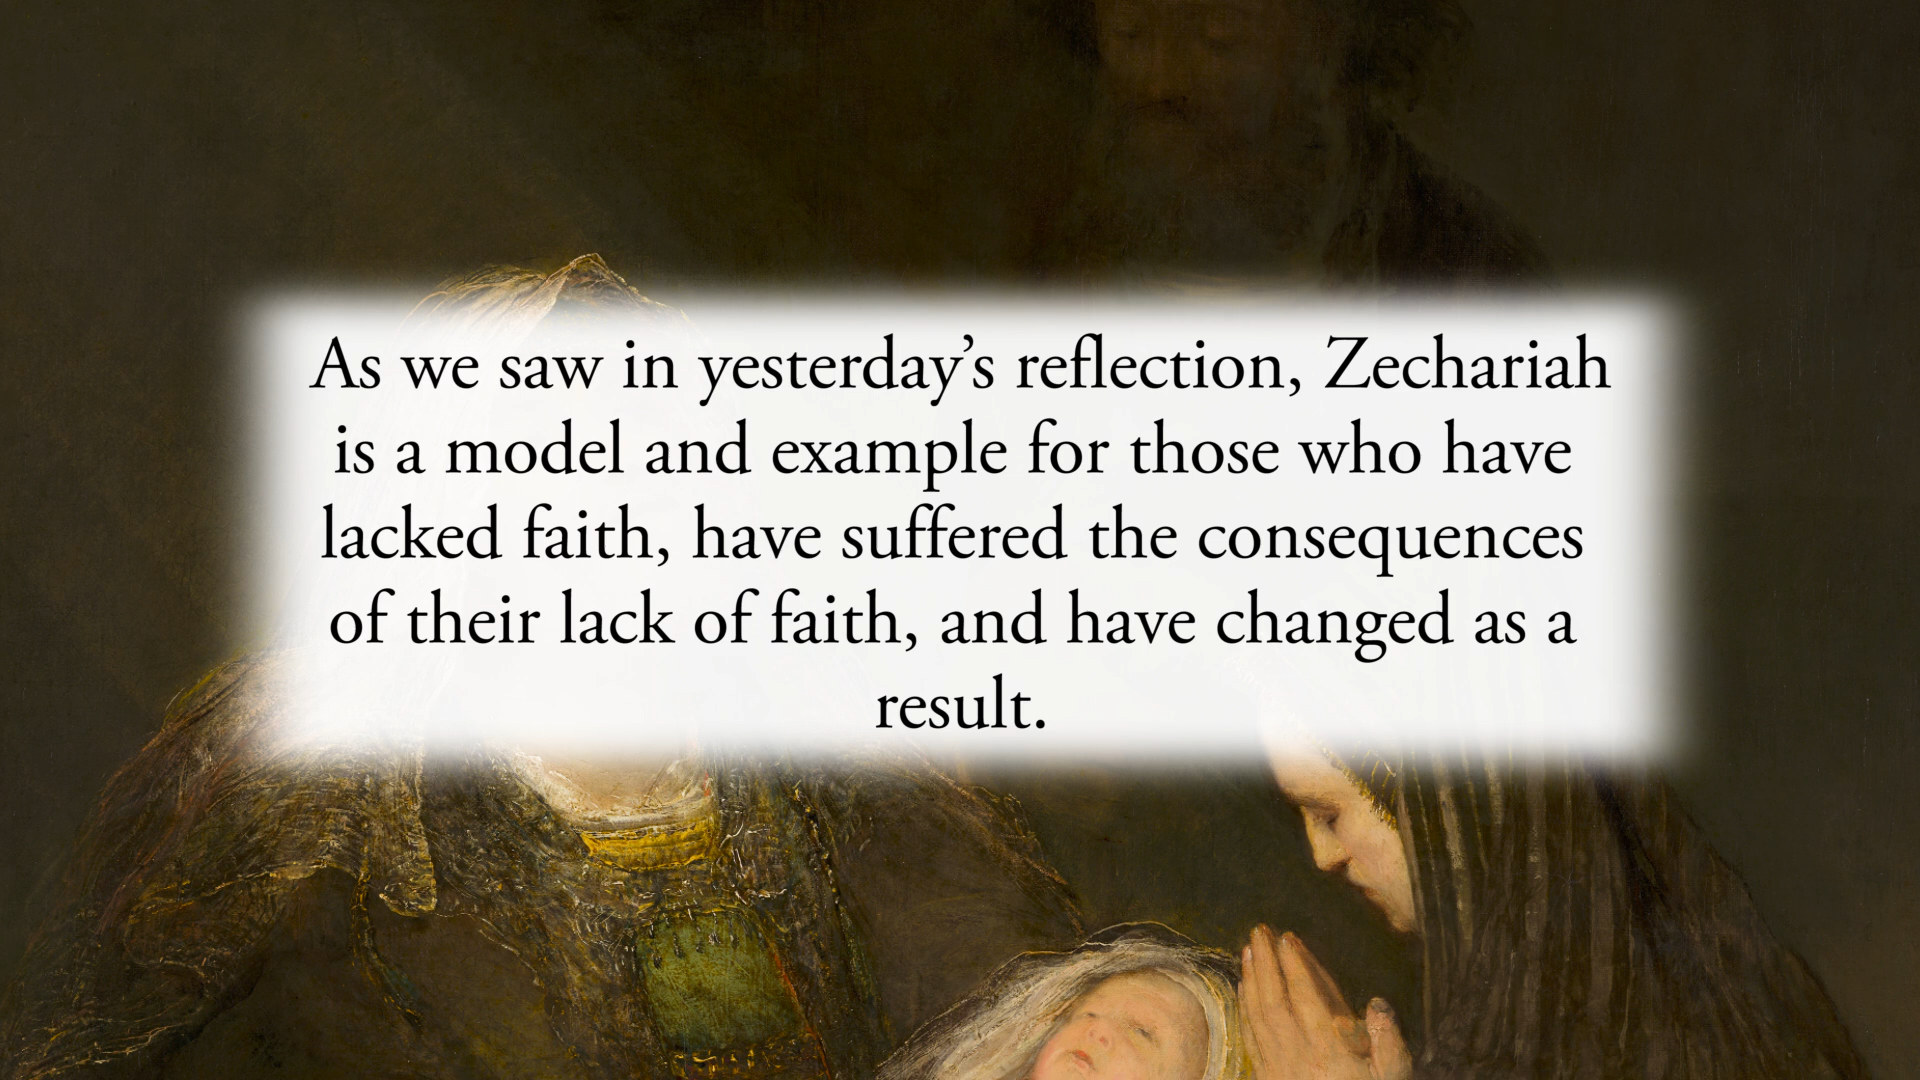 As we saw in yesterday’s reflection, Zechariah
is a model and example for those who have
lacked faith, have suffered the consequences
of their lack of faith, and have changed as a
result.